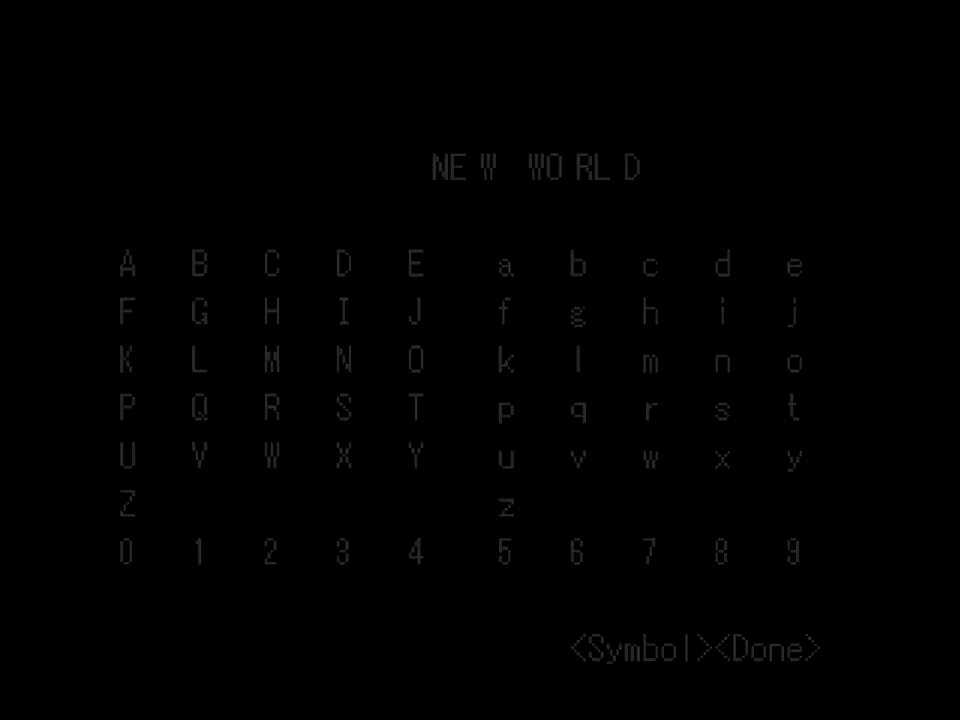 NEW WORLD
A B C D E a b c d e
F G H I J f g h i j
K L M N O k l m n o
P Q R S T p q r s t
U V W X Y u v w x y
Z z
0 1 2 3 4 5 6 7 8 9
<Symbol><Done>